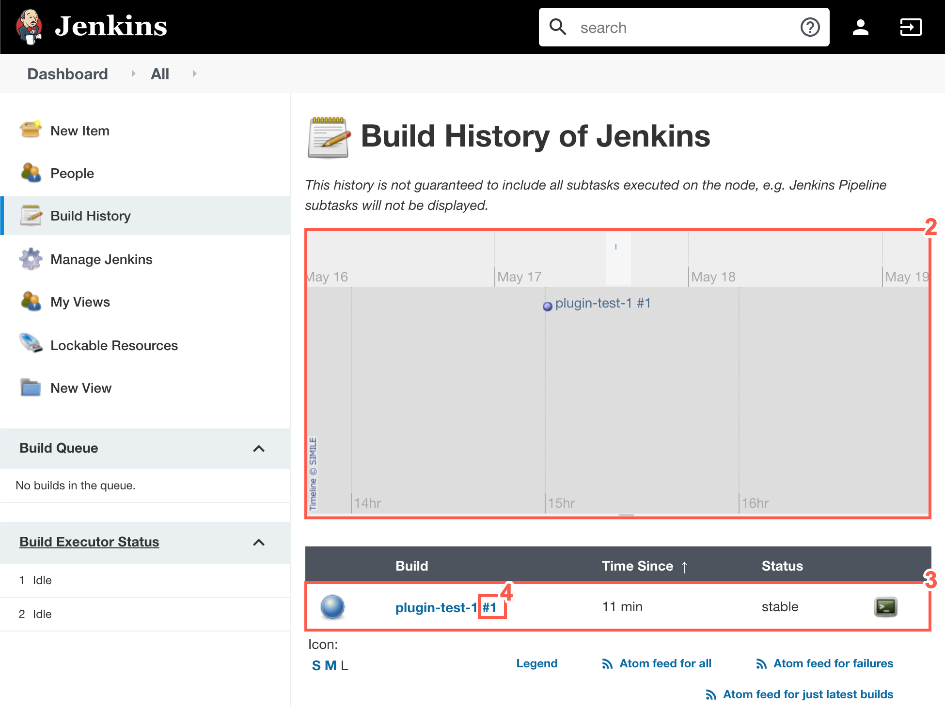 Jenkins
search
Dashboard
All
New Item
People
Build History
Manage Jenkins
My Views
Lockable Resources
New View
Build Queue
No builds in the queue.
Build Executor Status
1 Idle
2 Idle
Build History of Jenkins
This history is not guaranteed to include all subtasks executed on the node, e.g. Jenkins Pipeline
subtasks will not be displayed.
2
May 16 May 17 May 18 May 19
plugin-test-1 #1
Timeline © SIMILE
14hr 15hr 16hr
Build Time Since ↑ Status
3
4
plugin-test-1 #1 11 min stable
Icon:
S M L
Legend Atom feed for all Atom feed for failures
Atom feed for just latest builds